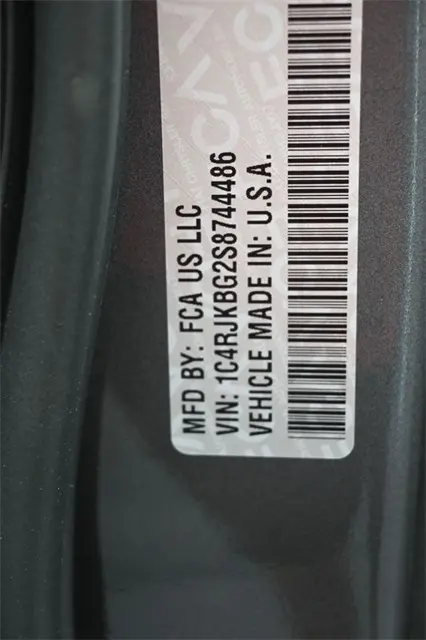 MFD BY: FCA US LLC
VIN: 1C4RJKBG2S8744486
VEHICLE MADE IN: U.S.A.